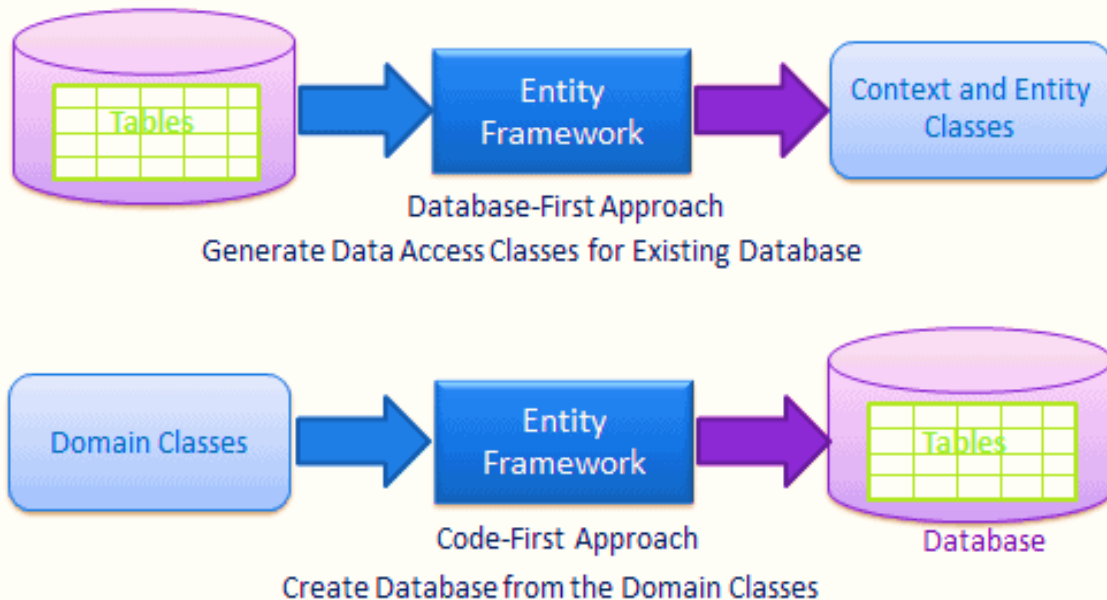 Tables
Entity
Framework
Context and Entity
Classes
Database-First Approach
Generate Data Access Classes for Existing Database
Domain Classes
Entity
Framework
Tables
Code-First Approach
Database
Create Database from the Domain Classes